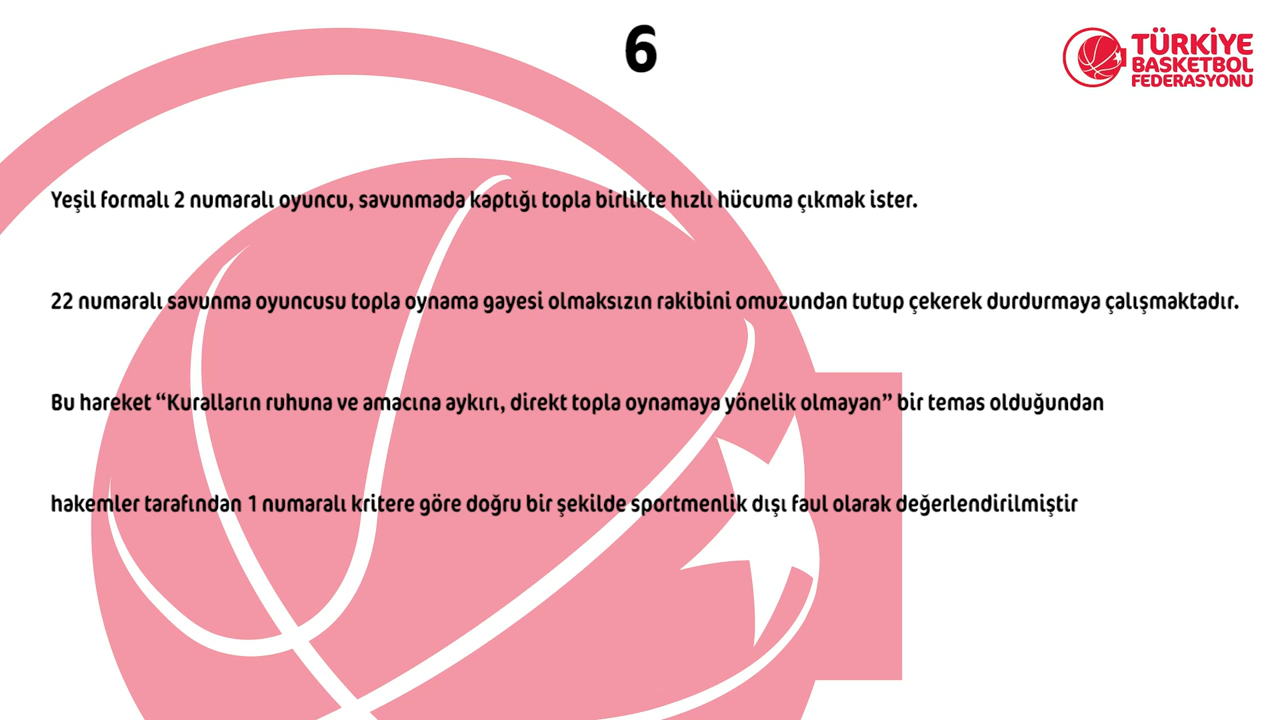 6
TÜRKİYE
BASKETBOL
FEDERASYONU
Yeşil formalı 2 numaralı oyuncu, savunmada kaptığı topla birlikte hızlı hücuma çıkmak ister.
22 numaralı savunma oyuncusu topla oynama gayesi olmaksızın rakibini omuzundan tutup çekerek durdurmaya çalışmaktadır.
Bu hareket “Kuralların ruhuna ve amacına aykırı, direkt topla oynamaya yönelik olmayan” bir temas olduğundan
hakemler tarafından 1 numaralı kritere göre doğru bir şekilde sportmenlik dışı faul olarak değerlendirilmiştir